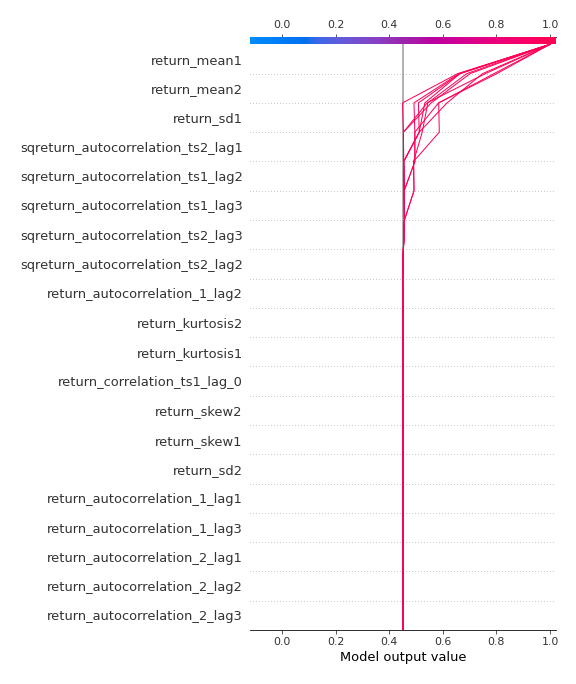 0.0 0.2 0.4 0.6 0.8 1.0
return_mean1
return_mean2
return_sd1
sqreturn_autocorrelation_ts2_lag1
sqreturn_autocorrelation_ts1_lag2
sqreturn_autocorrelation_ts1_lag3
sqreturn_autocorrelation_ts2_lag3
sqreturn_autocorrelation_ts2_lag2
return_autocorrelation_1_lag2
return_kurtosis2
return_kurtosis1
return_correlation_ts1_lag_0
return_skew2
return_skew1
return_sd2
return_autocorrelation_1_lag1
return_autocorrelation_1_lag3
return_autocorrelation_2_lag1
return_autocorrelation_2_lag2
return_autocorrelation_2_lag3
0.0 0.2 0.4 0.6 0.8 1.0
Model output value